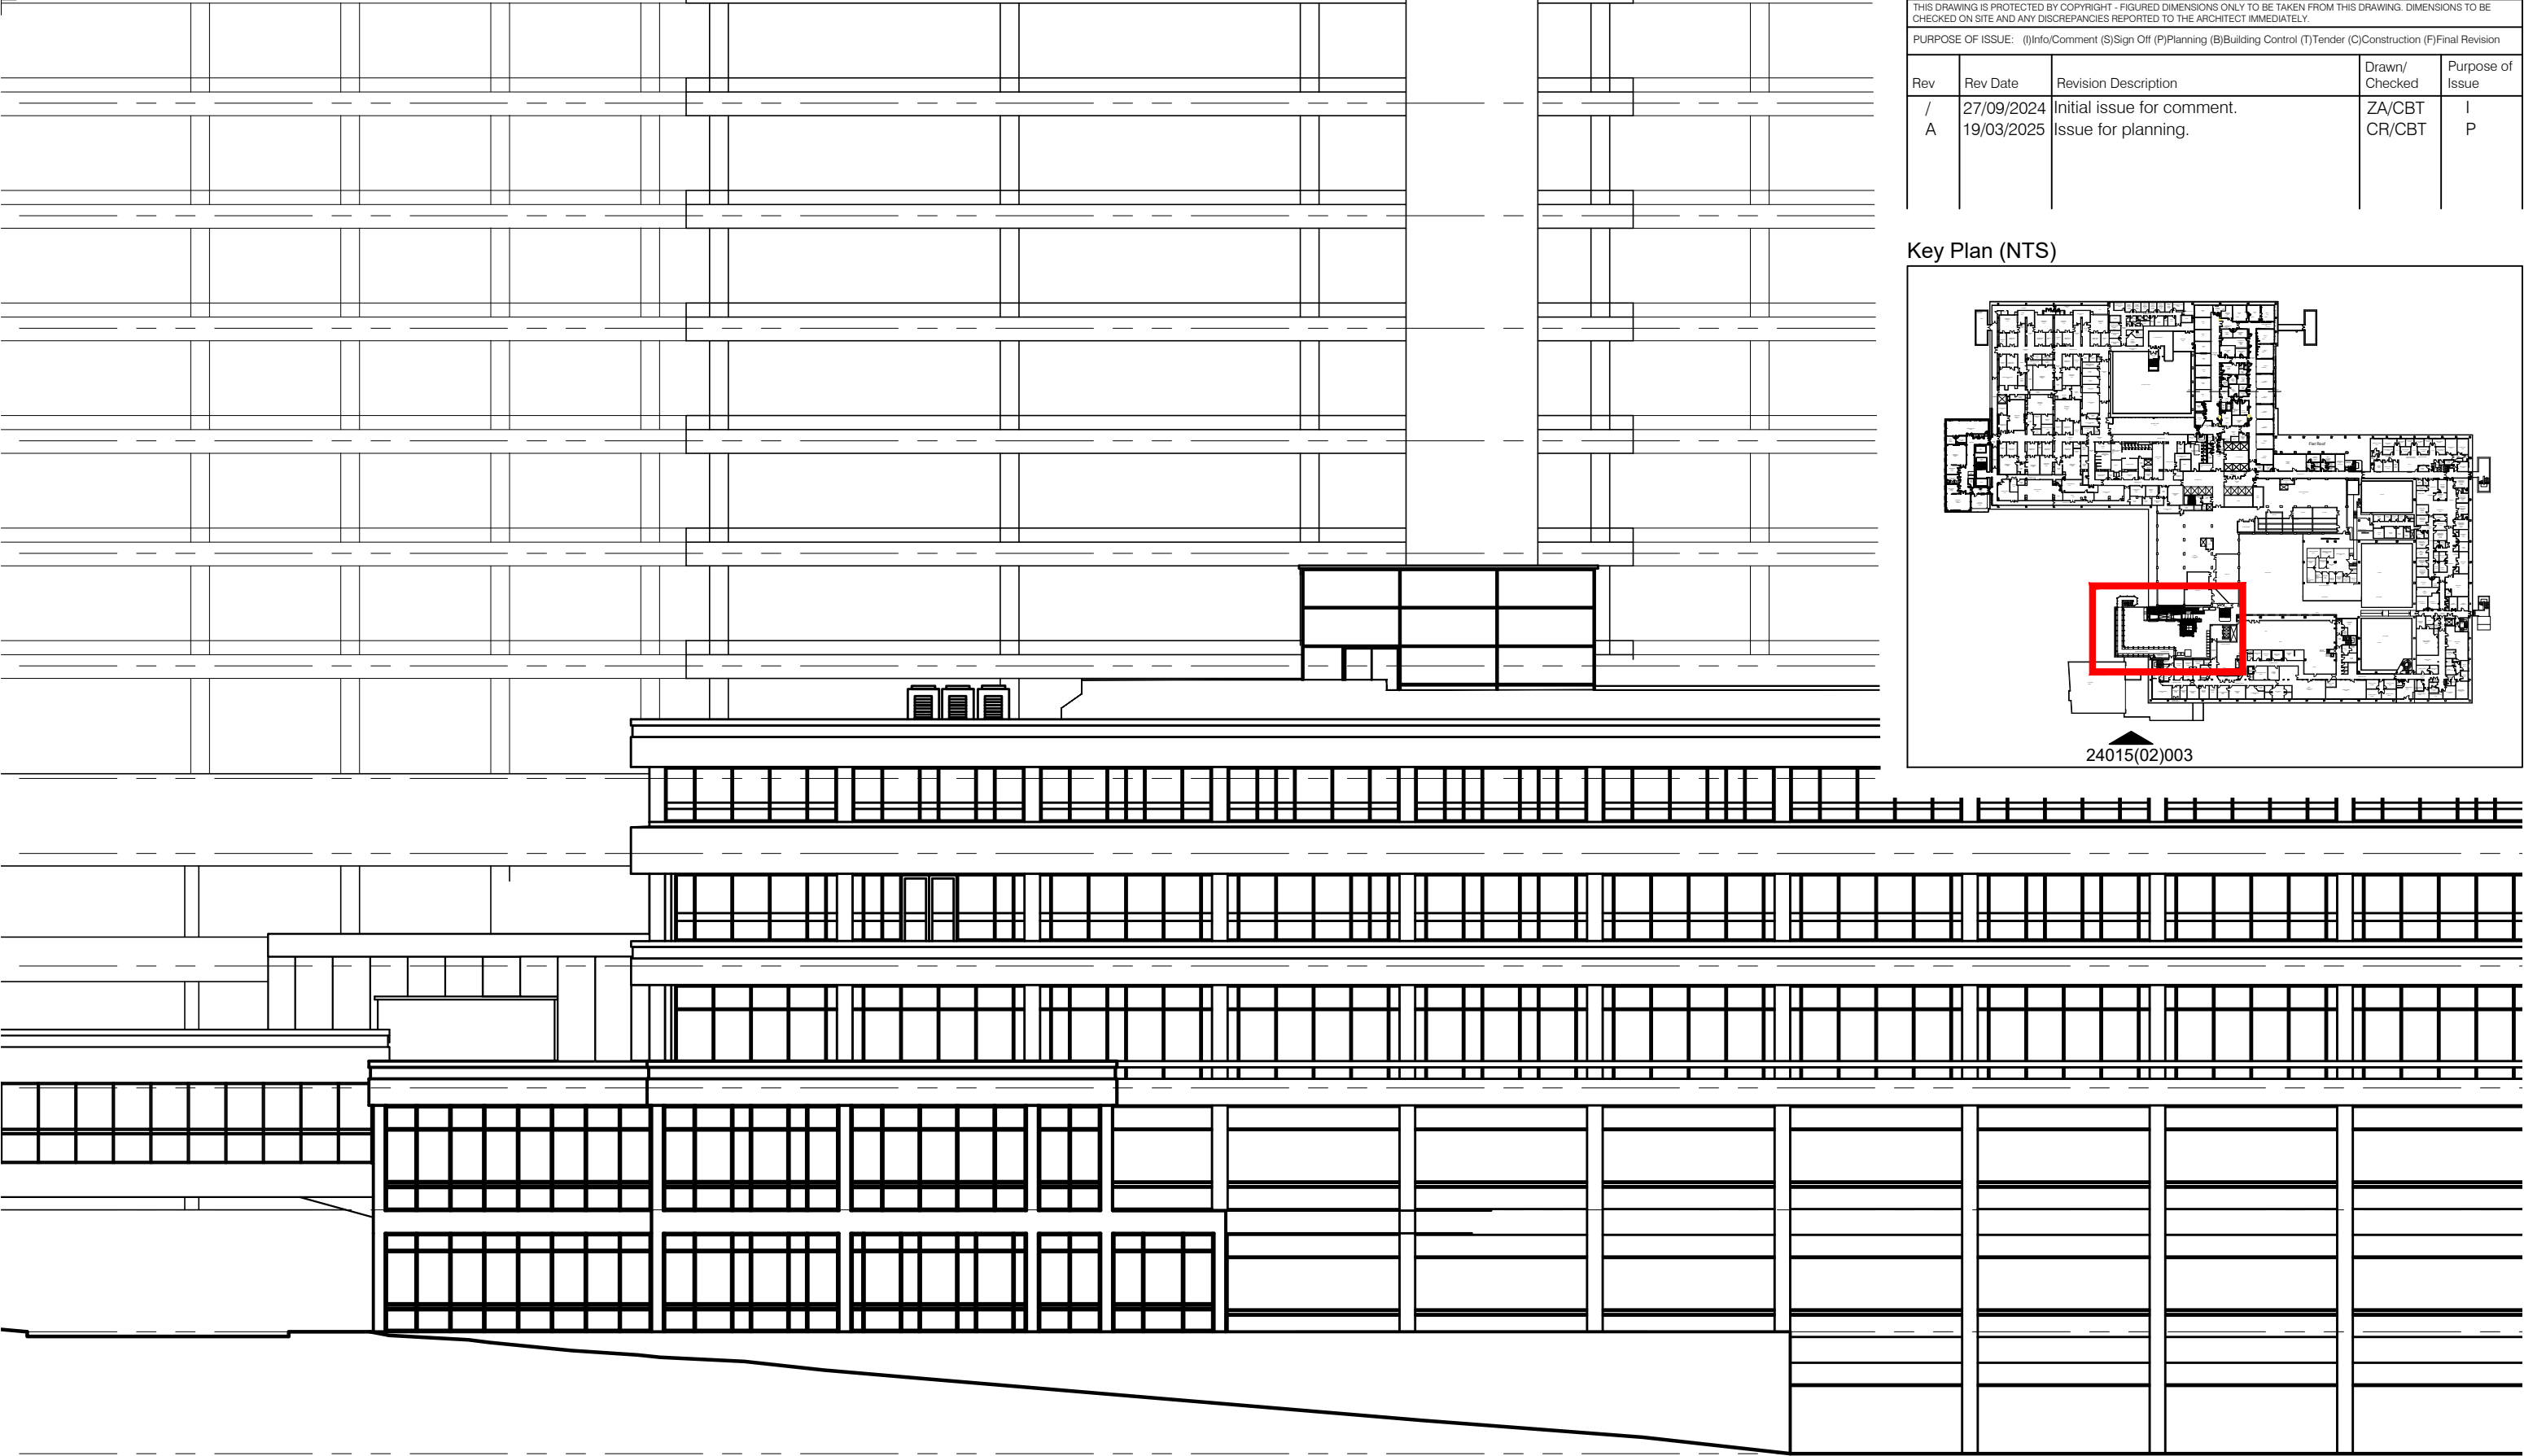 THIS DRAWING IS PROTECTED BY COPYRIGHT - FIGURED DIMENSIONS ONLY TO BE TAKEN FROM THIS DRAWING. DIMENSIONS TO BE
CHECKED ON SITE AND ANY DISCREPANCIES REPORTED TO THE ARCHITECT IMMEDIATELY.
PURPOSE OF ISSUE: (I)Info/Comment (S)Sign Off (P)Planning (B)Building Control (T)Tender (C)Construction (F)Final Revision
Rev Rev Date Revision Description Drawn/ Checked Purpose of Issue
/ 27/09/2024 Initial issue for comment. ZA/CBT I
A 19/03/2025 Issue for planning. CR/CBT P
Key Plan (NTS)
Flat Roof
24015(02)003